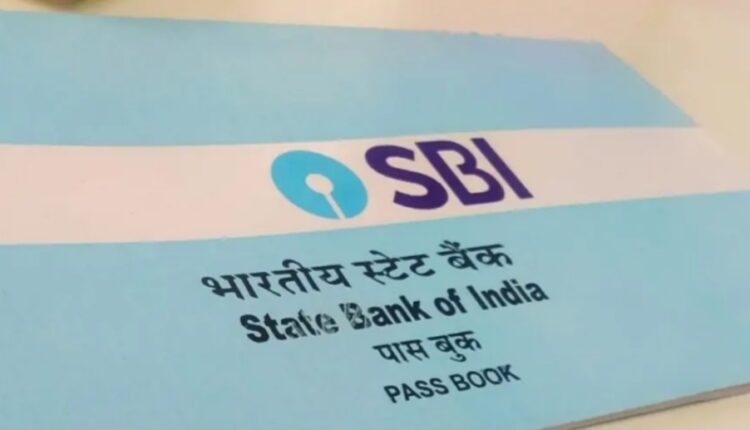 SBI
भारतीय स्टेट बैंक
State Bank of India
पास बुक
PASS BOOK